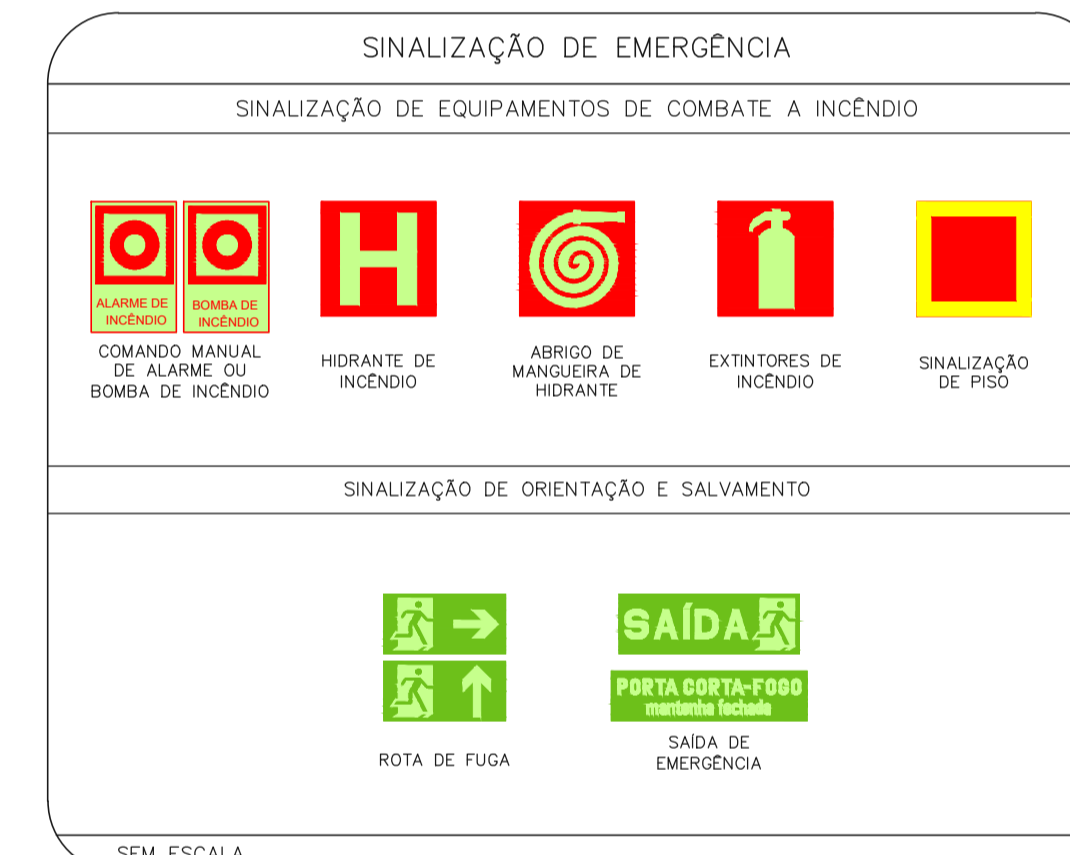 SINALIZAÇÃO DE EMERGÊNCIA
SINALIZAÇÃO DE EQUIPAMENTOS DE COMBATE A INCÊNDIO
ALARME DE
INCÊNDIO
BOMBA DE
INCÊNDIO
COMANDO MANUAL
DE ALARME OU
BOMBA DE INCÊNDIO
H
HIDRANTE DE
INCÊNDIO
ABRIGO DE
MANGUEIRA DE
HIDRANTE
EXTINTORES DE
INCÊNDIO
SINALIZAÇÃO
DE PISO
SINALIZAÇÃO DE ORIENTAÇÃO E SALVAMENTO
ROTA DE FUGA
SAÍDA
PORTA CORTA-FOGO
mantenha fechada
SAÍDA DE
EMERGÊNCIA
SEM ESCALA